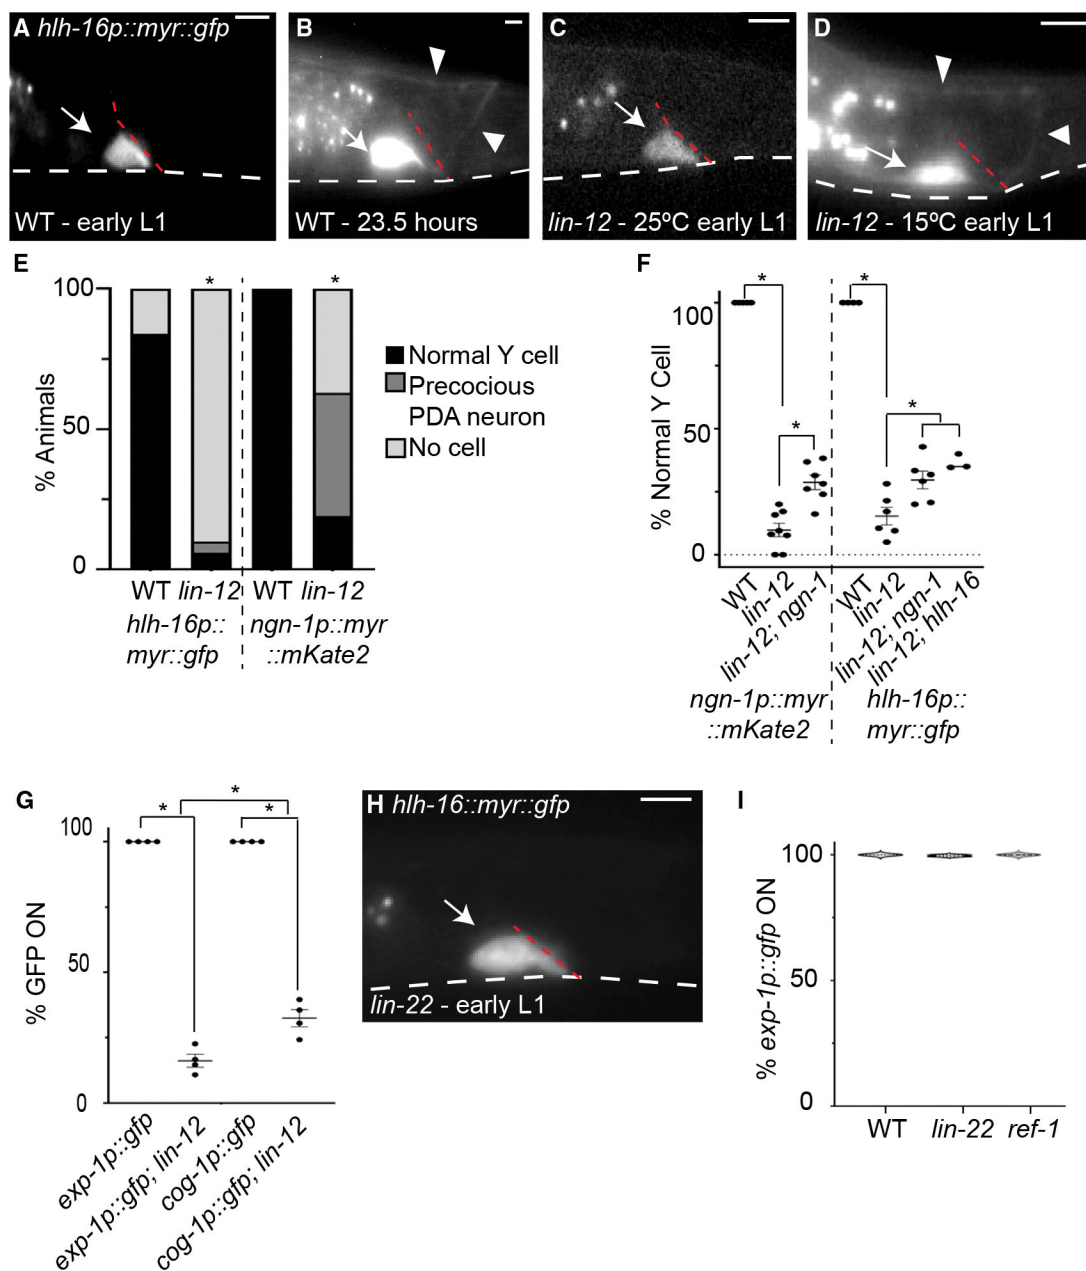 A hlh-16p::myr::gfp
WT - early L1
B
WT - 23.5 hours
C
lin-12 - 25ºC early L1
D
lin-12 - 15ºC early L1
E
% Animals
100
50
0
*
*
WT lin-12 WT lin-12
hlh-16p::
myr::gfp
ngn-1p::myr
::mKate2
Normal Y cell
Precocious
PDA neuron
No cell
F
% Normal Y Cell
100
50
0
*
*
*
*
WT
lin-12
lin-12; ngn-1
WT
lin-12
lin-12; ngn-1
lin-12; hlh-16
ngn-1p::myr
::mKate2
hlh-16p::
myr::gfp
G
% GFP ON
100
50
0
*
*
*
exp-1p::gfp
exp-1p::gfp; lin-12
cog-1p::gfp
cog-1p::gfp; lin-12
H hlh-16::myr::gfp
lin-22 - early L1
I
% exp-1p::gfp ON
100
50
0
WT lin-22 ref-1